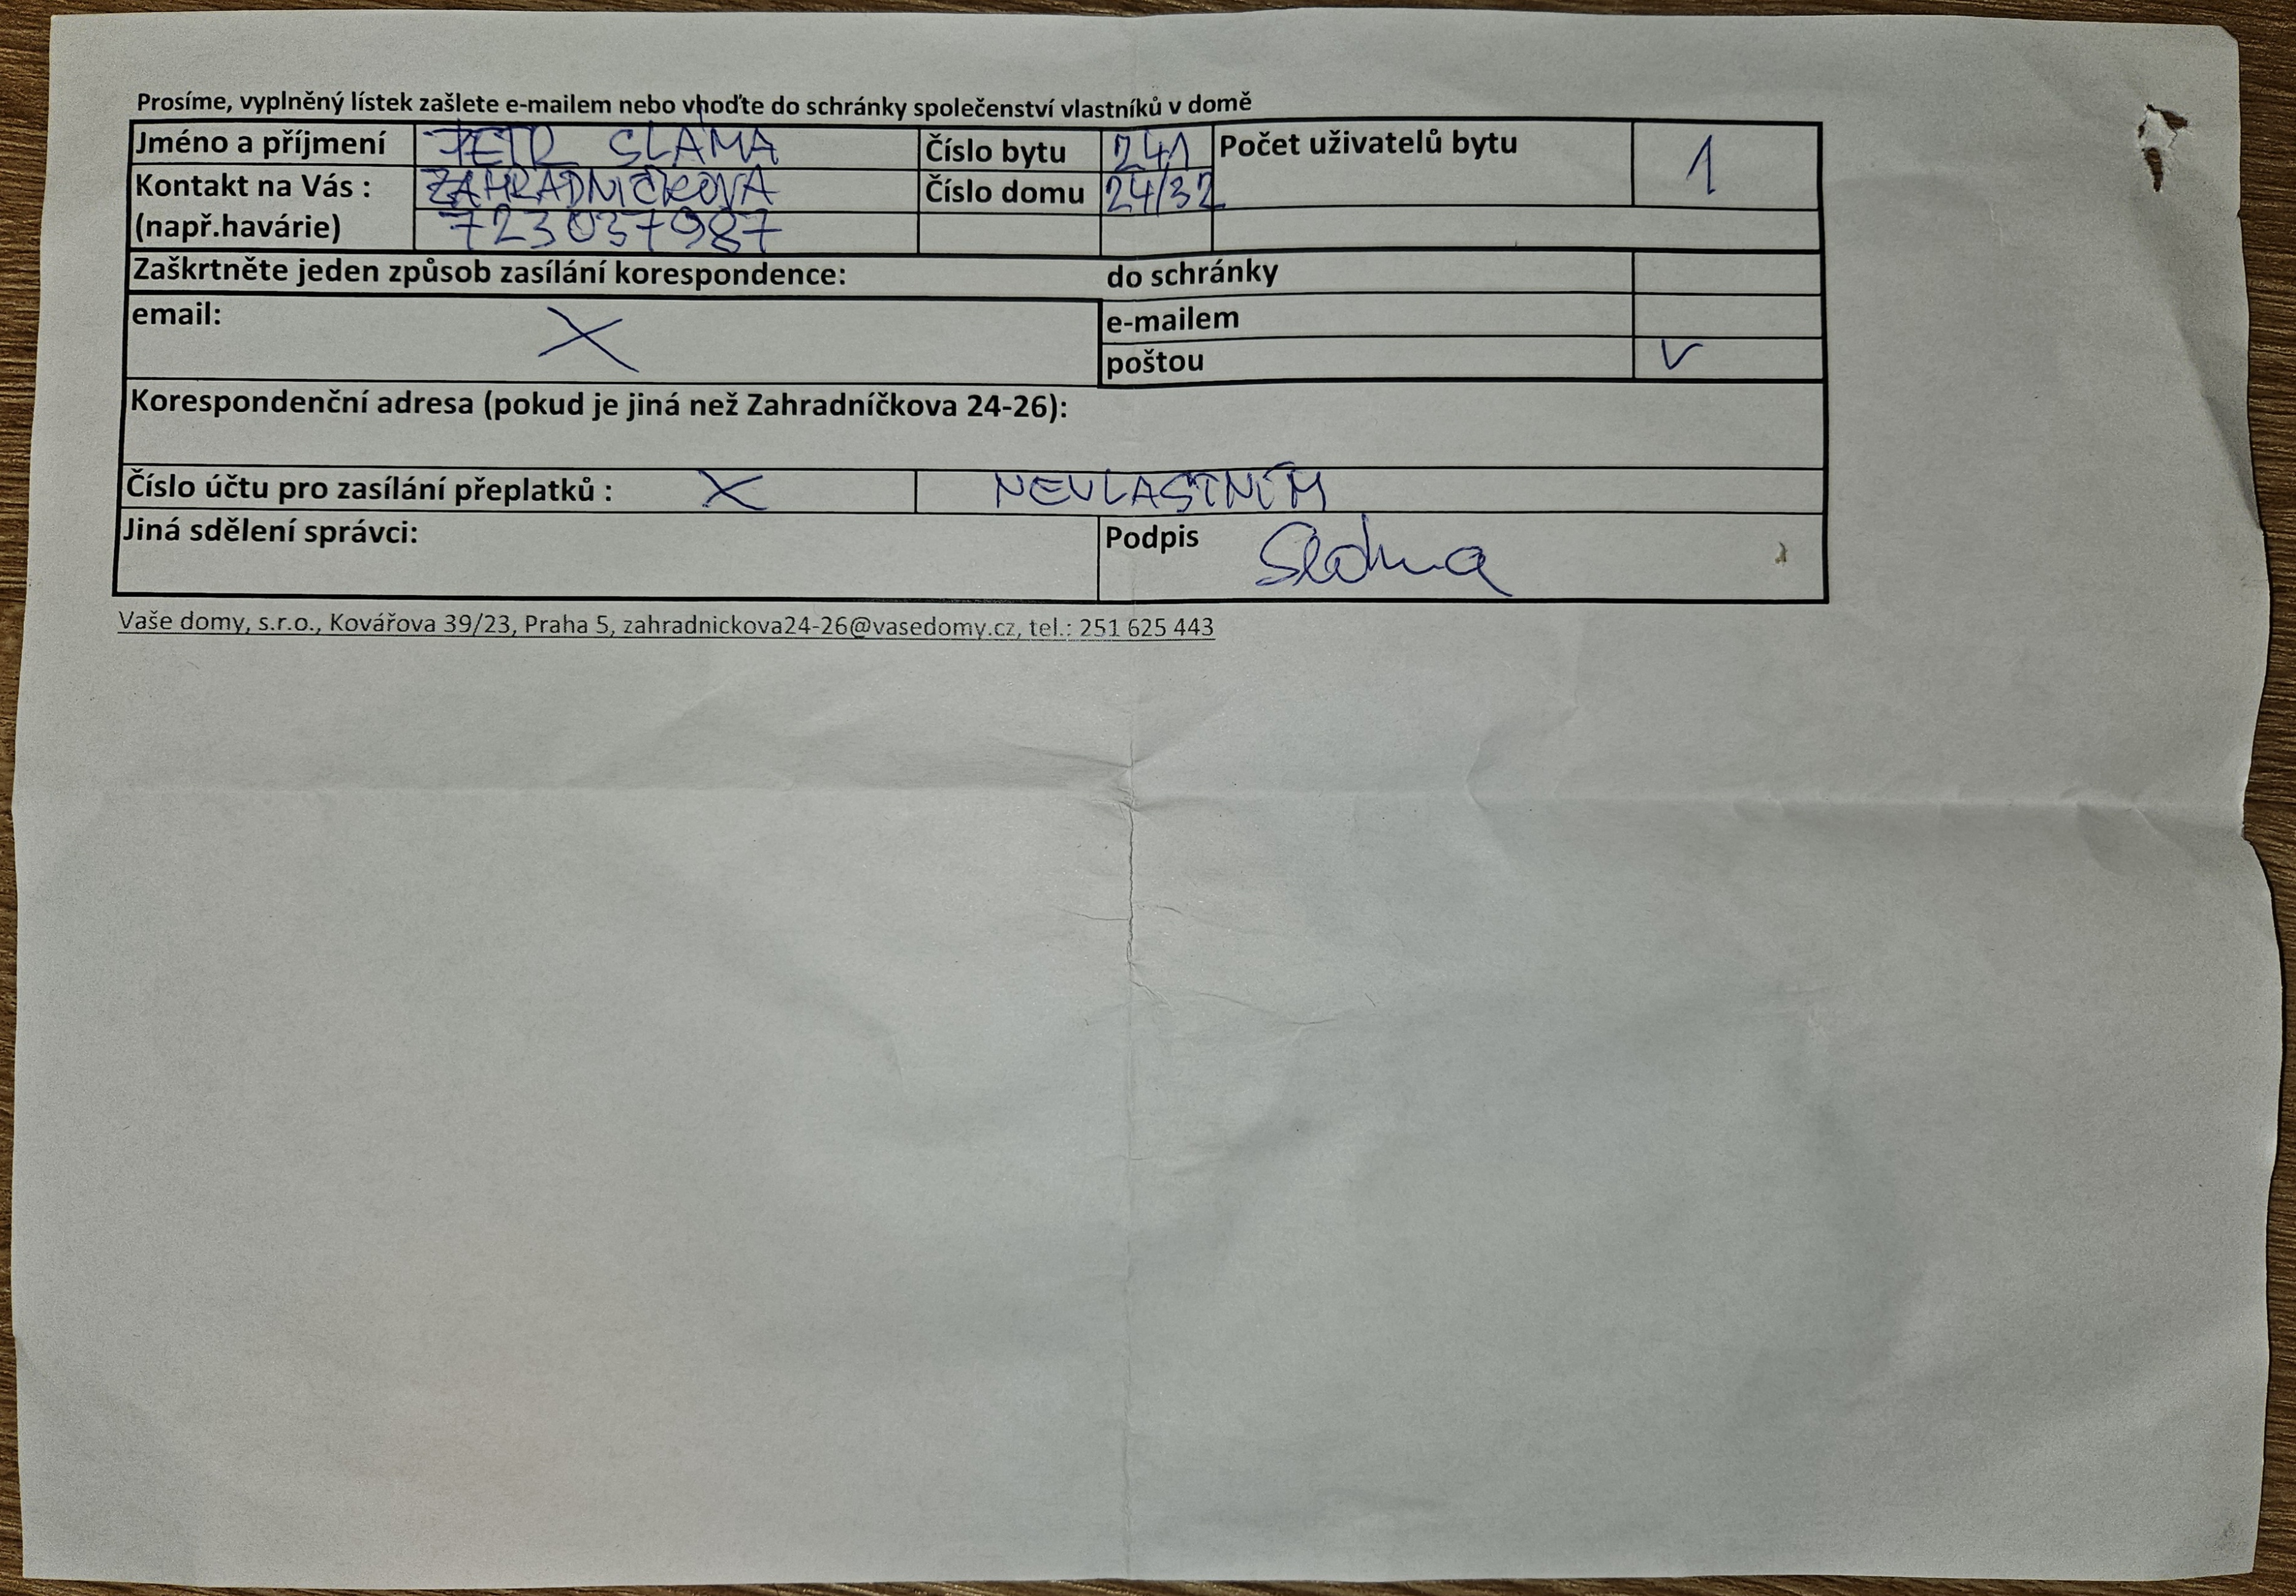 Prosíme, vyplněný lístek zašlete e-mailem nebo vhoďte do schránky společenství vlastníků v domě
Jméno a příjmení PETR SLÁMA Číslo bytu 241 Počet uživatelů bytu 1
Kontakt na Vás : ZAHRADNÍČKOVA Číslo domu 24/32
(např.havárie) 723037987
Zaškrtněte jeden způsob zasílání korespondence: do schránky
email: X e-mailem
poštou V
Korespondenční adresa (pokud je jiná než Zahradníčkova 24-26):
Číslo účtu pro zasílání přeplatků : X NEVLASTNÍM
Jiná sdělení správci: Podpis Sláma
Vaše domy, s.r.o., Kovářova 39/23, Praha 5, zahradnickova24-26@vasedomy.cz, tel.: 251 625 443